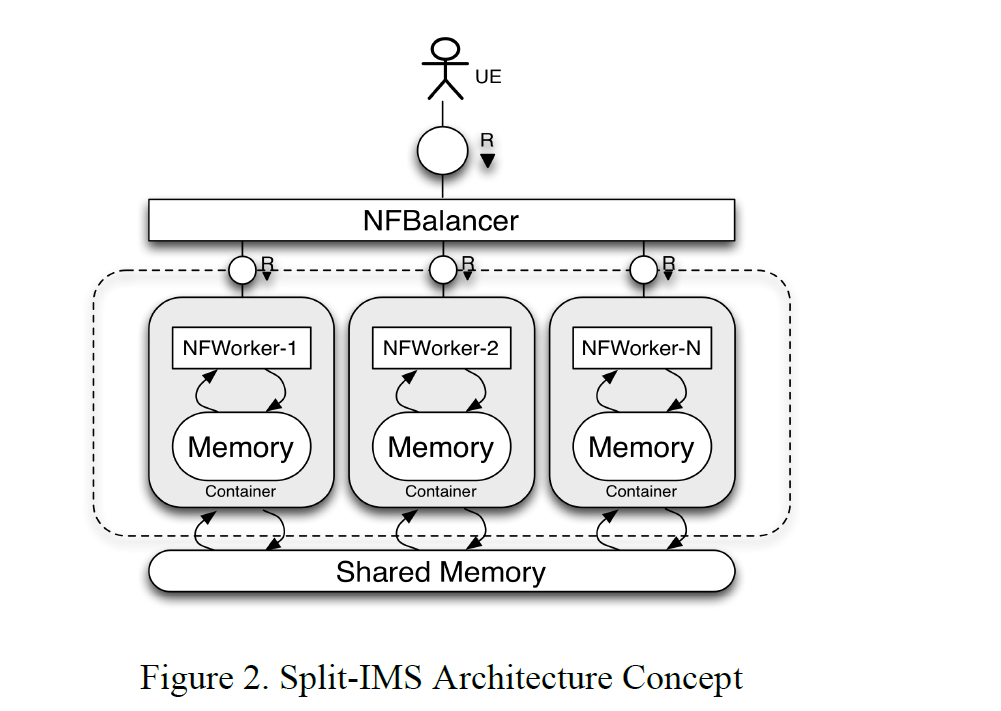 UE
R
NFBalancer
R R R
NFWorker-1 NFWorker-2 NFWorker-N
Memory Memory Memory
Container Container Container
Shared Memory
Figure 2. Split-IMS Architecture Concept